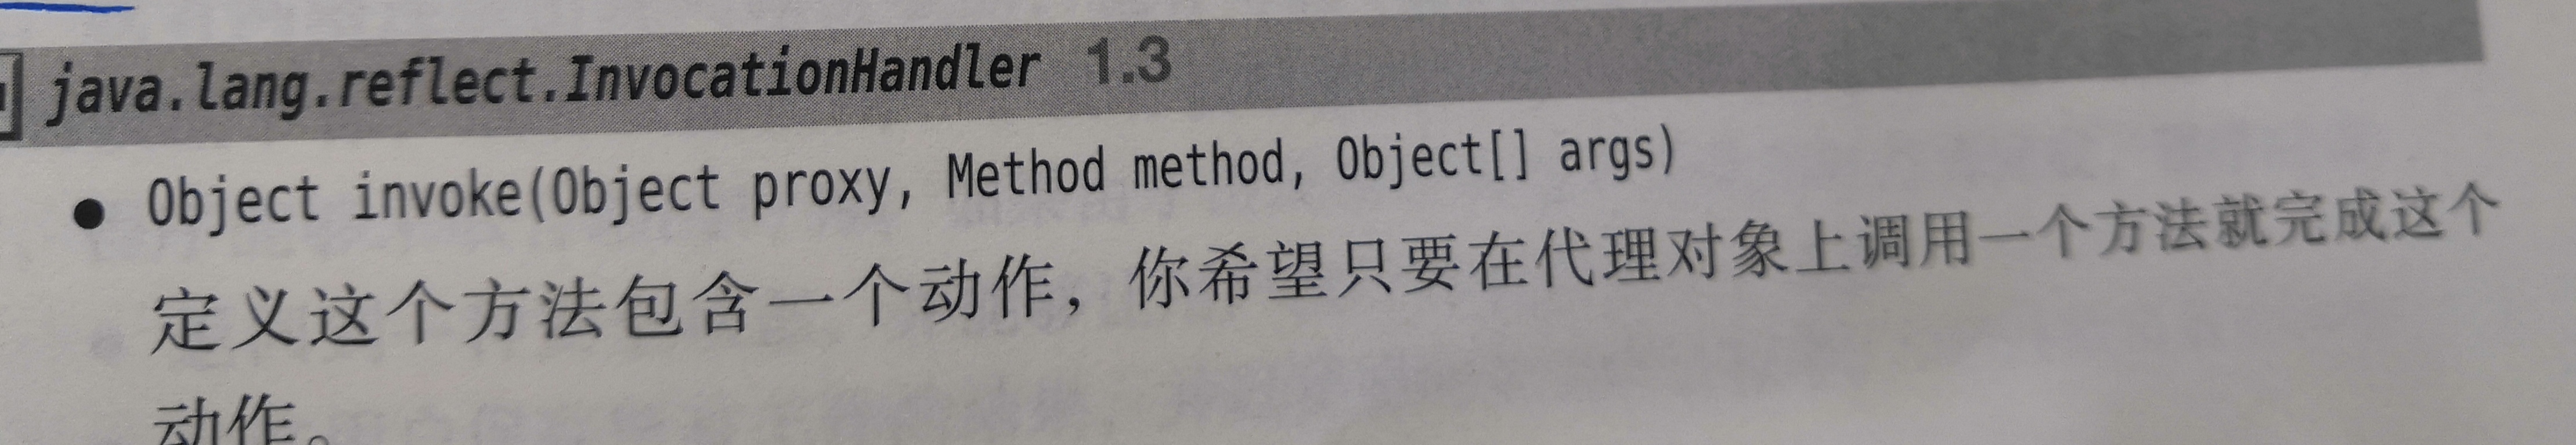 java.lang.reflect.InvocationHandler 1.3
● Object invoke(Object proxy, Method method, Object[] args)
定义这个方法包含一个动作，你希望只要在代理对象上调用一个方法就完成这个
动作。